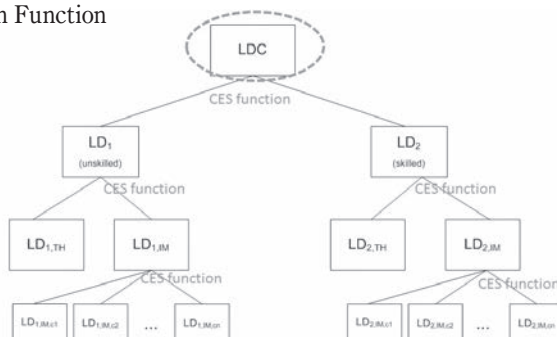 n Function
LDC
CES function
LD1
(unskilled)
LD2
(skilled)
CES function
CES function
LD1,TH
LD1,IM
LD2,TH
LD2,IM
CES function
CES function
LD1,IM,c1
LD1,IM,c2
...
LD1,IM,cn
LD2,IM,c1
LD2,IM,c2
...
LD2,IM,cn